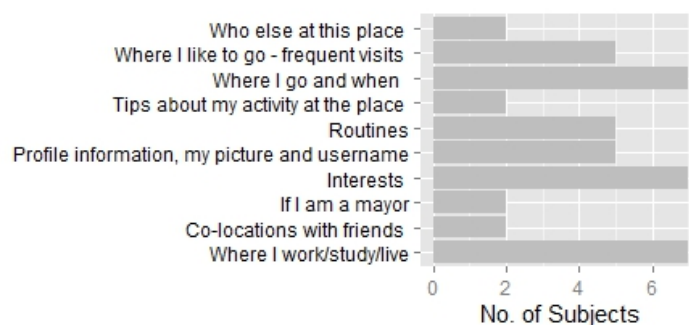 Who else at this place
Where I like to go - frequent visits
Where I go and when
Tips about my activity at the place
Routines
Profile information, my picture and username
Interests
If I am a mayor
Co-locations with friends
Where I work/study/live
0 2 4 6
No. of Subjects